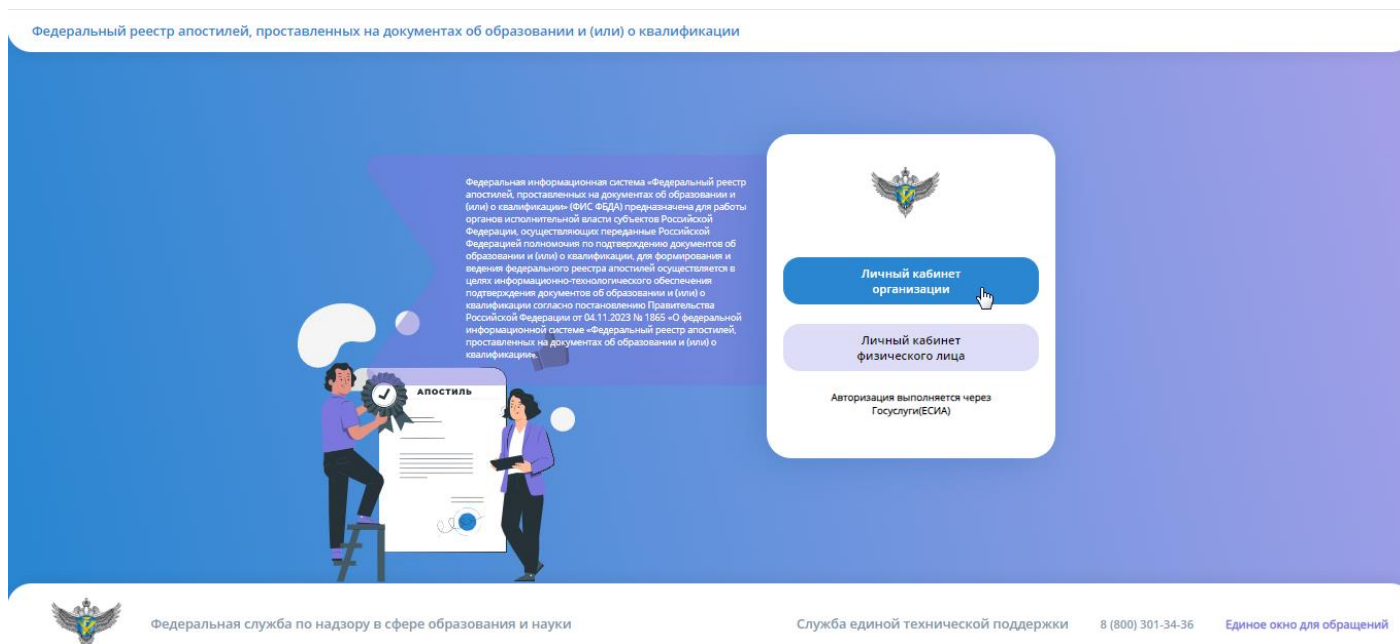 Федеральный реестр апостилей, проставленных на документах об образовании и (или) о квалификации
Федеральная информационная система «Федеральный реестр
апостилей, проставленных на документах об образовании и
(или) о квалификации» (ФИС ФБДА) предназначена для работы
органов исполнительной власти субъектов Российской
Федерации, осуществляющих переданные Российской
Федерацией полномочия по подтверждению документов об
образовании и (или) о квалификации, для формирования и
ведения федерального реестра апостилей осуществляется в
целях информационно-технологического обеспечения
подтверждения документов об образовании и (или) о
квалификации согласно постановлению Правительства
Российской Федерации от 04.11.2023 № 1865 «О федеральной
информационной системе «Федеральный реестр апостилей,
проставленных на документах об образовании и (или) о
квалификации».
АПОСТИЛЬ
Личный кабинет
организации
Личный кабинет
физического лица
Авторизация выполняется через
Госуслуги(ЕСИА)
Федеральная служба по надзору в сфере образования и науки
Служба единой технической поддержки
8 (800) 301-34-36
Единое окно для обращений